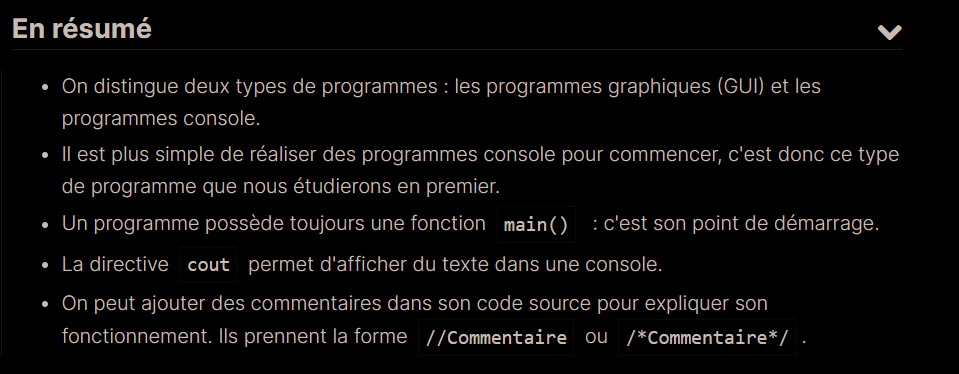 En résumé
• On distingue deux types de programmes : les programmes graphiques (GUI) et les
programmes console.
• Il est plus simple de réaliser des programmes console pour commencer, c'est donc ce type
de programme que nous étudierons en premier.
• Un programme possède toujours une fonction main() : c'est son point de démarrage.
• La directive cout permet d'afficher du texte dans une console.
• On peut ajouter des commentaires dans son code source pour expliquer son
fonctionnement. Ils prennent la forme //Commentaire ou /*Commentaire*/ .